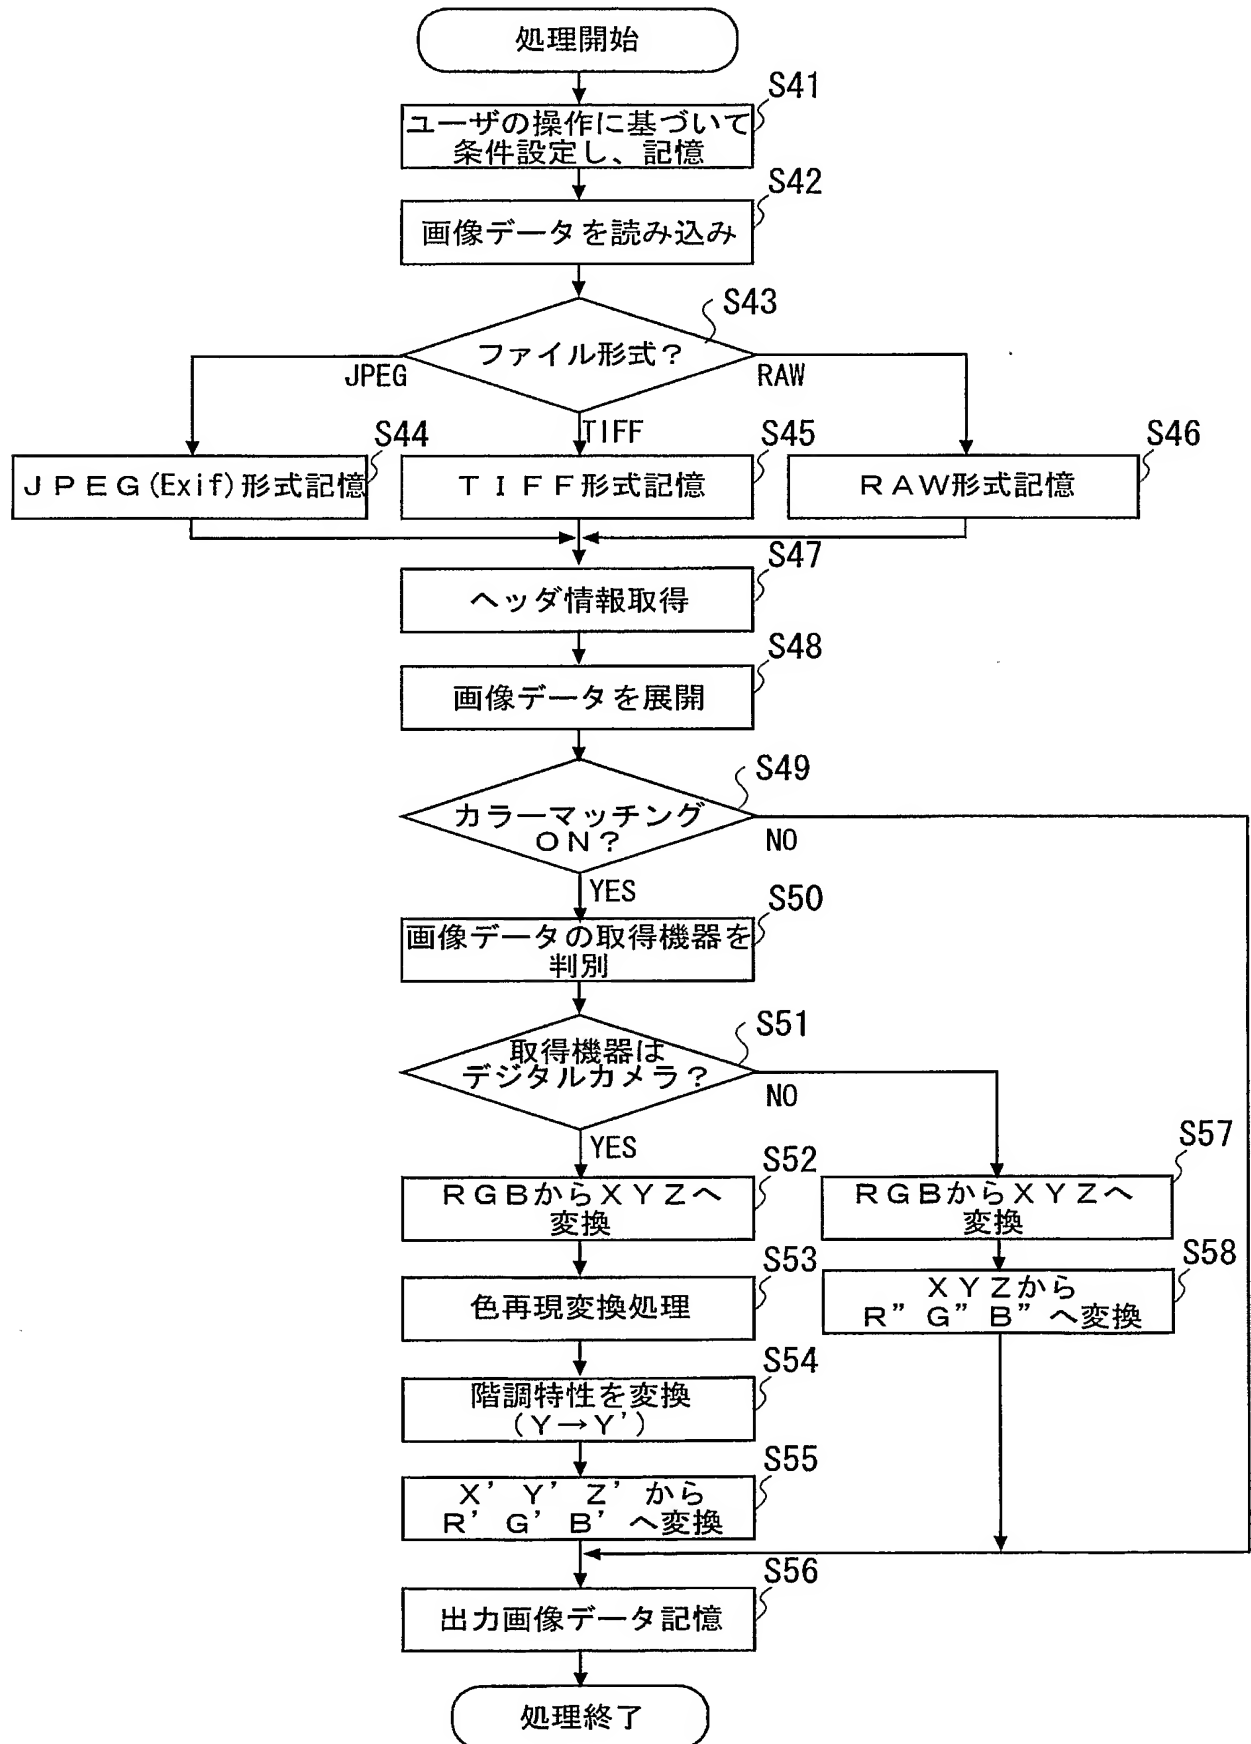 処理開始
S41
ユーザの操作に基づいて
条件設定し、記憶
S42
画像データを読み込み
S43
ファイル形式?
JPEG
RAW
TIFF
S44
S45
S46
JPEG(Exif)形式記憶
TIFF形式記憶
RAW形式記憶
S47
ヘッダ情報取得
S48
画像データを展開
S49
カラーマッチング
ON?
NO
YES
S50
画像データの取得機器を
判別
S51
取得機器は
デジタルカメラ?
NO
YES
S52
RGBからXYZへ
変換
S57
RGBからXYZへ
変換
S53
色再現変換処理
S58
XYZから
R”G”B”へ変換
S54
階調特性を変換
(Y→Y’)
S55
X’Y’Z’から
R’G’B’へ変換
S56
出力画像データ記憶
処理終了